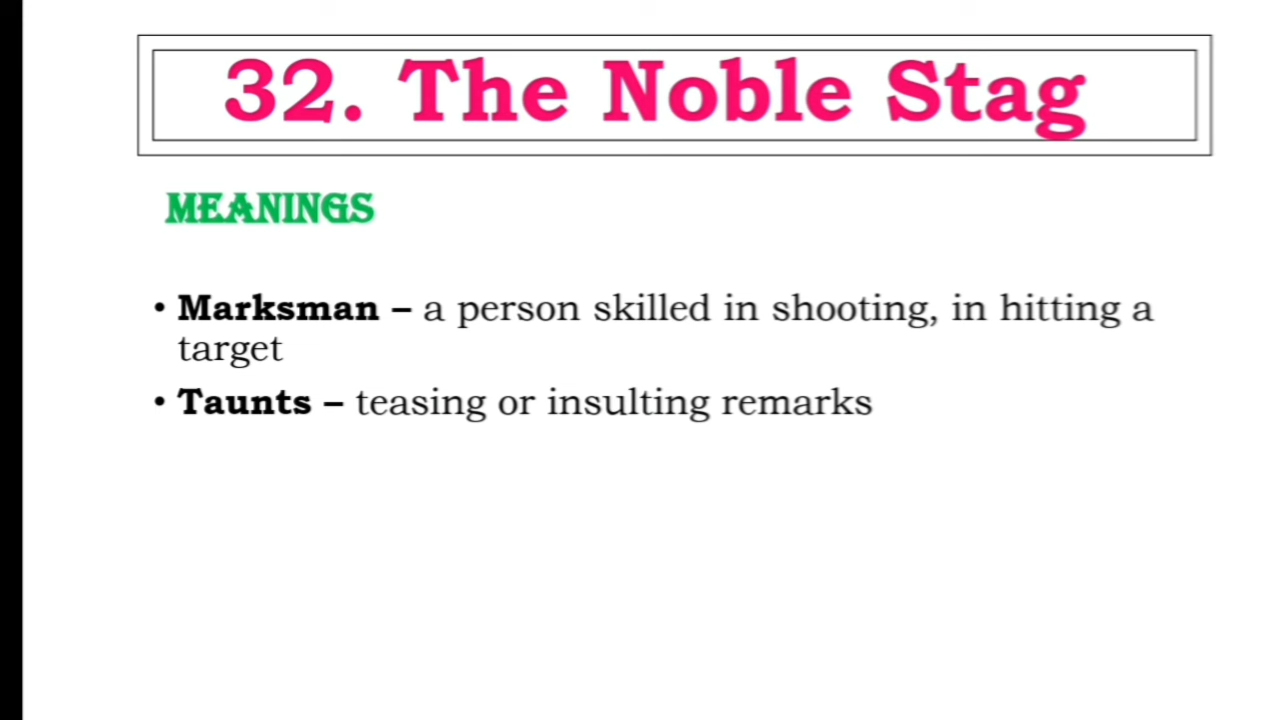 32. The Noble Stag
MEANINGS
• Marksman – a person skilled in shooting, in hitting a
target
• Taunts – teasing or insulting remarks